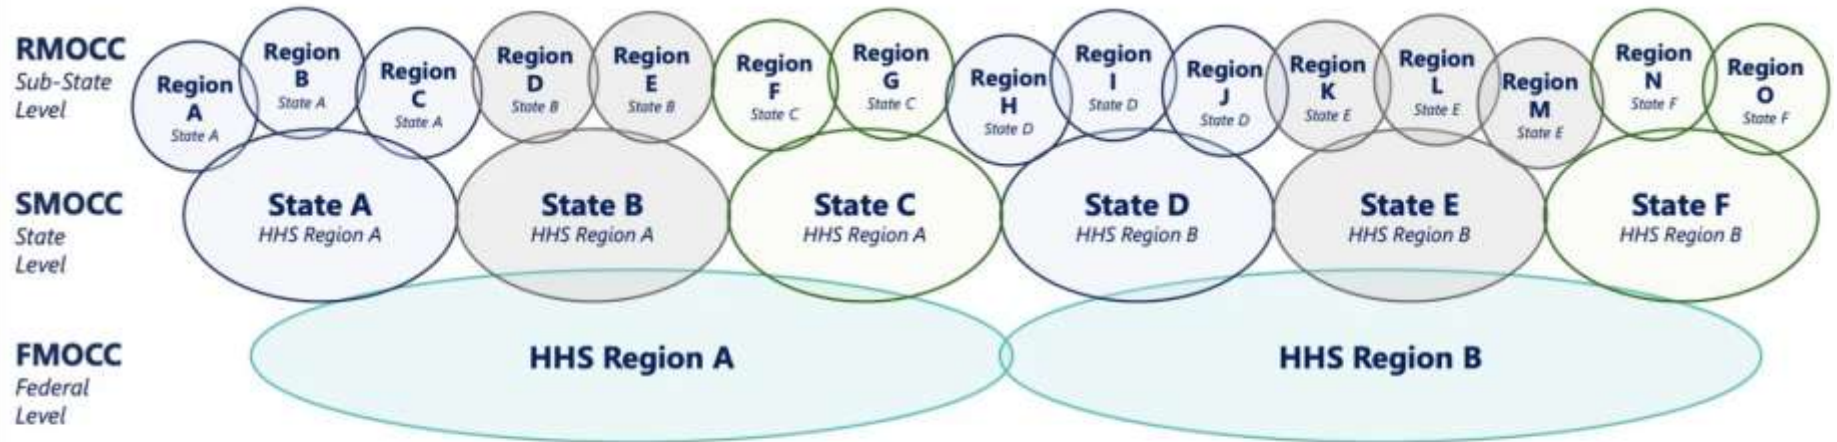 RMOCC
Sub-State
Level
Region
A
State A
Region
B
State A
Region
C
State A
Region
D
State B
Region
E
State B
Region
F
State C
Region
G
State C
Region
H
State D
Region
I
State D
Region
J
State D
Region
K
State E
Region
L
State E
Region
M
State E
Region
N
State F
Region
O
State F
SMOCC
State
Level
State A
HHS Region A
State B
HHS Region A
State C
HHS Region A
State D
HHS Region B
State E
HHS Region B
State F
HHS Region B
FMOCC
Federal
Level
HHS Region A
HHS Region B